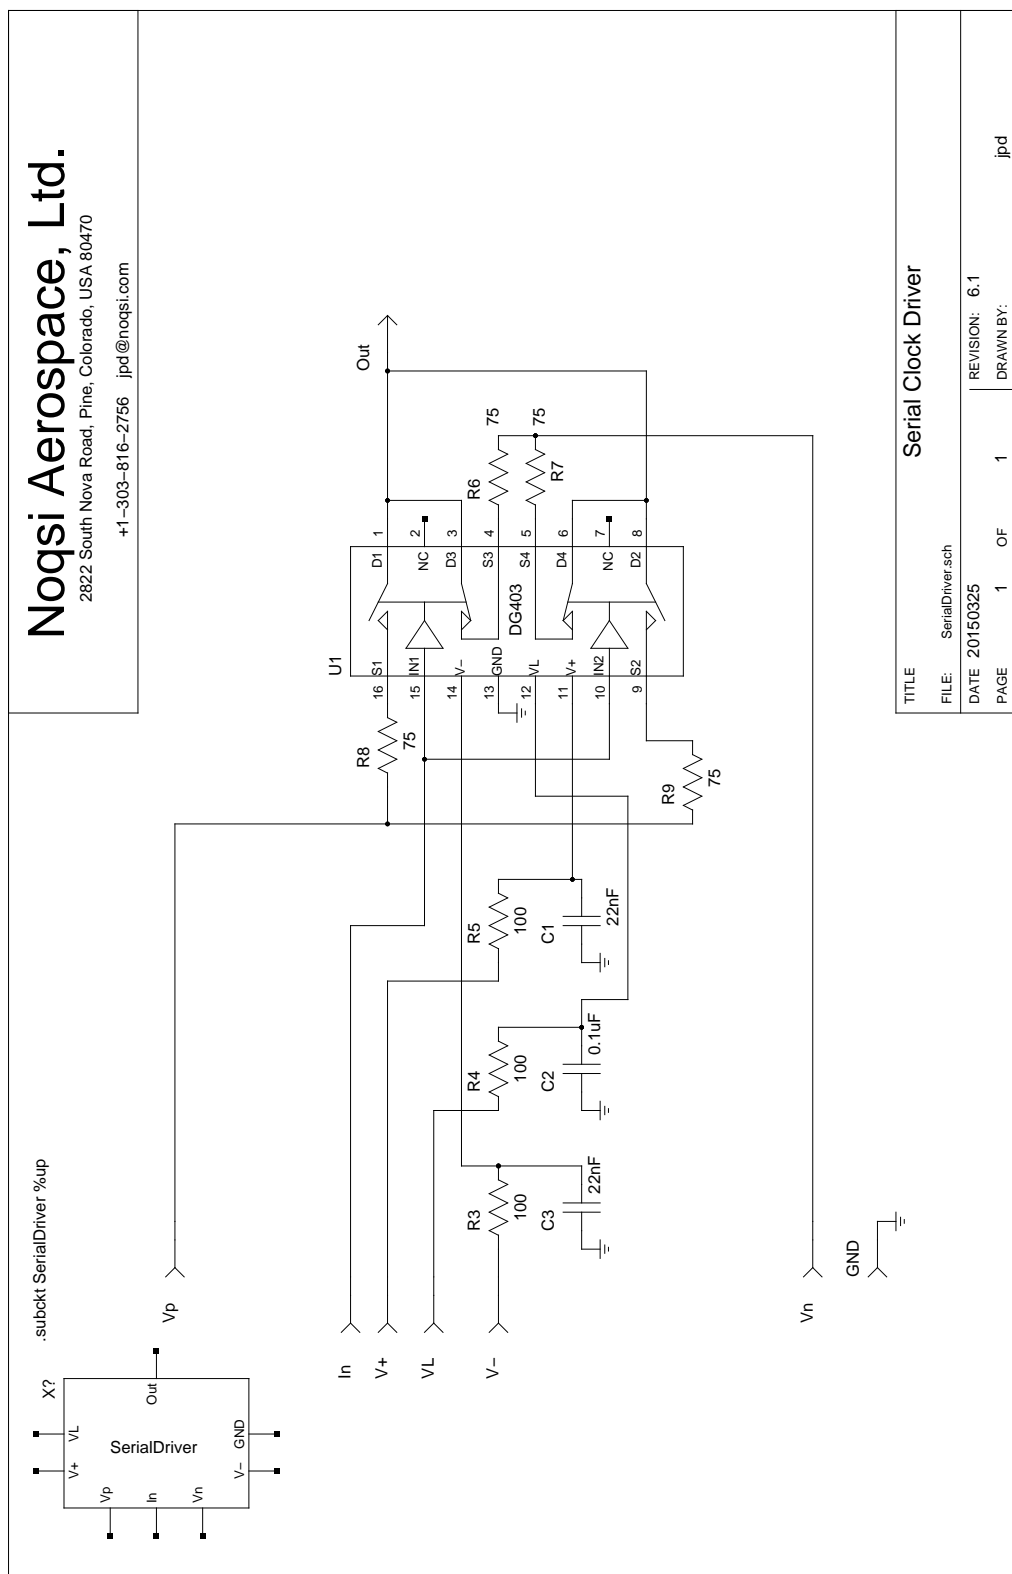 Noqsi Aerospace, Ltd.
2822 South Nova Road, Pine, Colorado, USA 80470
+1−303−816−2756 jpd@noqsi.com
.subckt SerialDriver %up
X?
V+
VL
Vp
In
Vn
SerialDriver
Out
V−
GND
Vp
In
V+
VL
V−
Vn
GND
R3
100
C3
22nF
R4
100
C2
0.1uF
R5
100
C1
22nF
R8
75
R9
75
U1
DG403
16
S1
15
IN1
14
V−
13
GND
12
VL
11
V+
10
IN2
9
S2
D1
1
NC
2
D3
3
S3
4
S4
5
D4
6
NC
7
D2
8
R6
75
R7
75
Out
TITLE
Serial Clock Driver
FILE: SerialDriver.sch
REVISION: 6.1
DATE 20150325
PAGE 1 OF 1
DRAWN BY: jpd